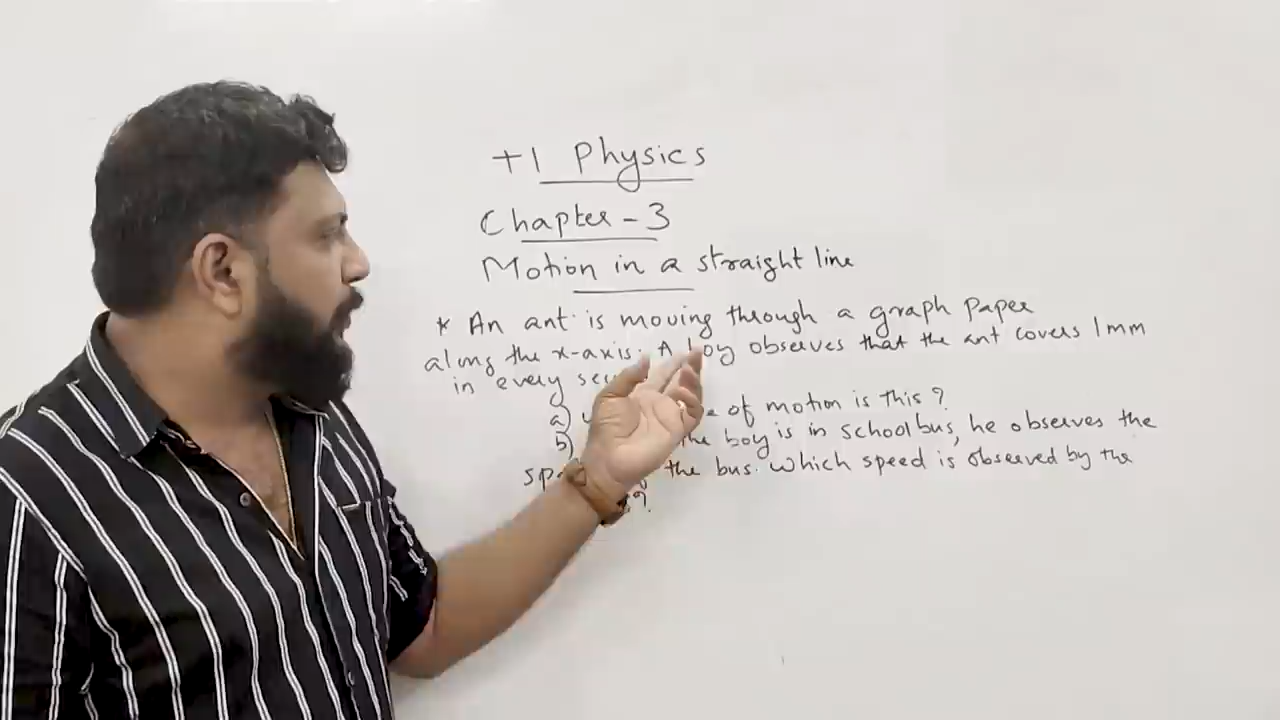 +1 Physics
Chapter - 3
Motion in a straight line
* An ant is moving through a graph paper
along the x-axis. A boy observes that the ant covers 1mm
in every
a) of motion is this?
b) the boy is in school bus, he observes the
the bus. Which speed is observed by the
?